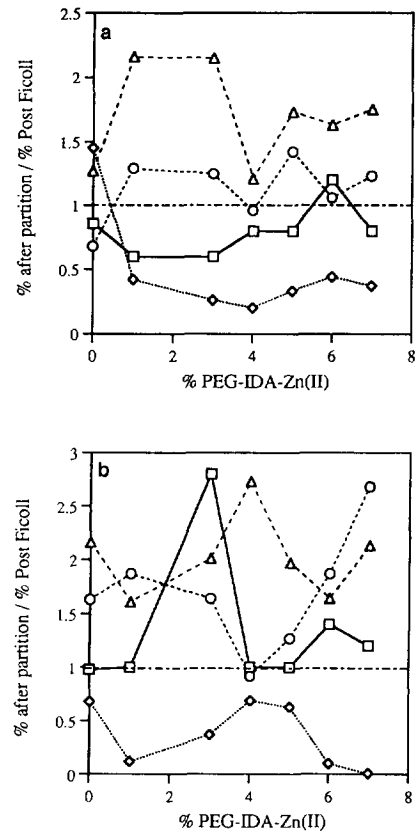 2.5
a
2
1.5
1
0.5
0
% after partition / % Post Ficoll
0 2 4 6 8
% PEG-IDA-Zn(II)
3
b
2.5
2
1.5
1
0.5
0
% after partition / % Post Ficoll
0 2 4 6 8
% PEG-IDA-Zn(II)